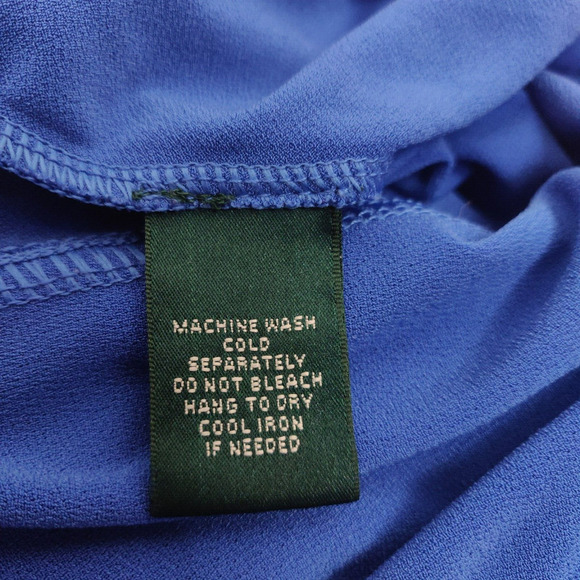 MACHINE WASH
COLD
SEPARATELY
DO NOT BLEACH
HANG TO DRY
COOL IRON
IF NEEDED